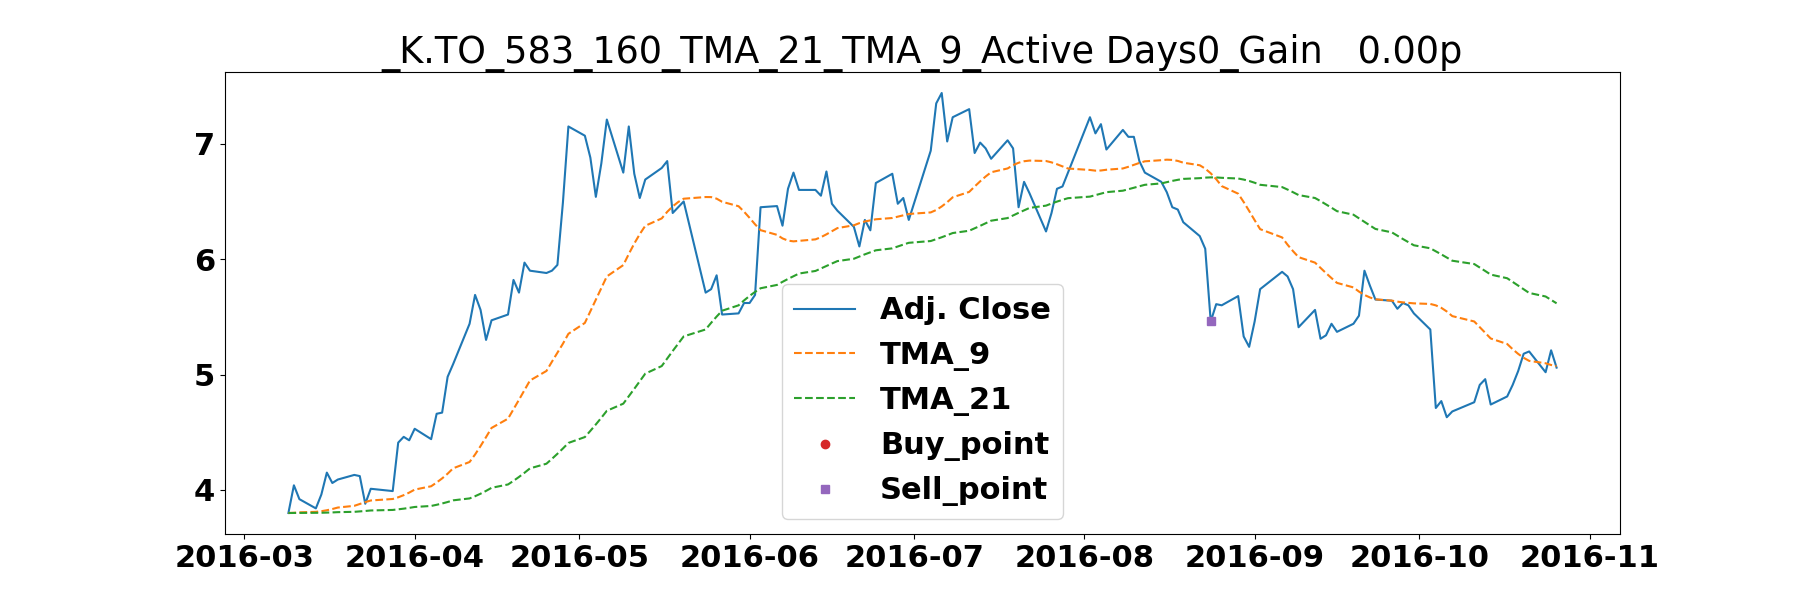 _K.TO_583_160_TMA_21_TMA_9_Active Days0_Gain   0.00p
7
6
5
4
Adj. Close
TMA_9
TMA_21
Buy_point
Sell_point
2016-03 2016-04 2016-05 2016-06 2016-07 2016-08 2016-09 2016-10 2016-11